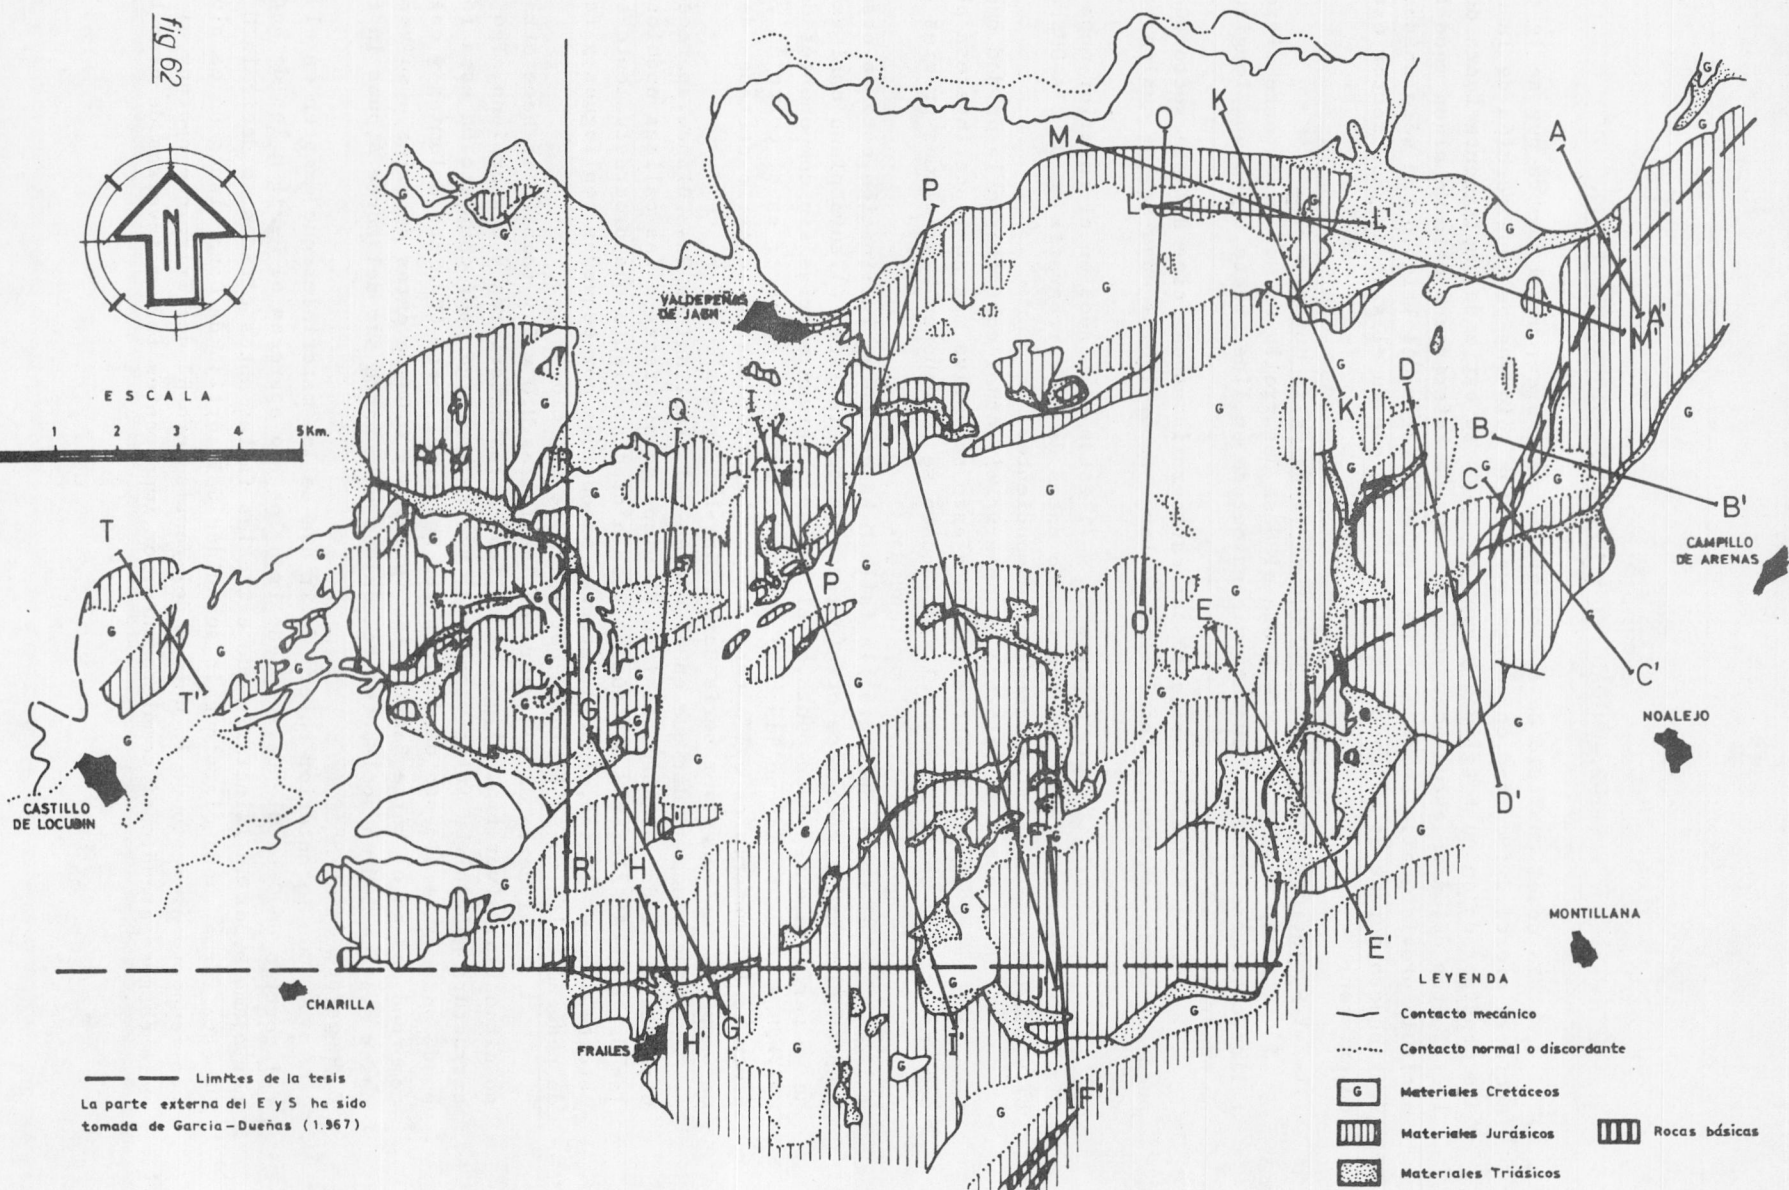 fig 62
N
ESCALA
1 2 3 4 5 Km.
VALDEPEÑAS
DE JAEN
CASTILLO
DE LOCUBIN
CHARILLA
FRAILES
CAMPILLO
DE ARENAS
NOALEJO
MONTILLANA
A
A'
B
B'
C
C'
D
D'
E
E'
F
F'
G
G'
H
H'
I
I'
J
J'
K
K'
L
L'
M
M'
O
O'
P
P
Q
Q'
R
R'
T
T'
Limites de la tesis
La parte externa del E y S ha sido
tomada de Garcia-Dueñas (1.967)
LEYENDA
Contacto mecánico
Contacto normal o discordante
G Materiales Cretáceos
Materiales Jurásicos
Rocas básicas
Materiales Triásicos